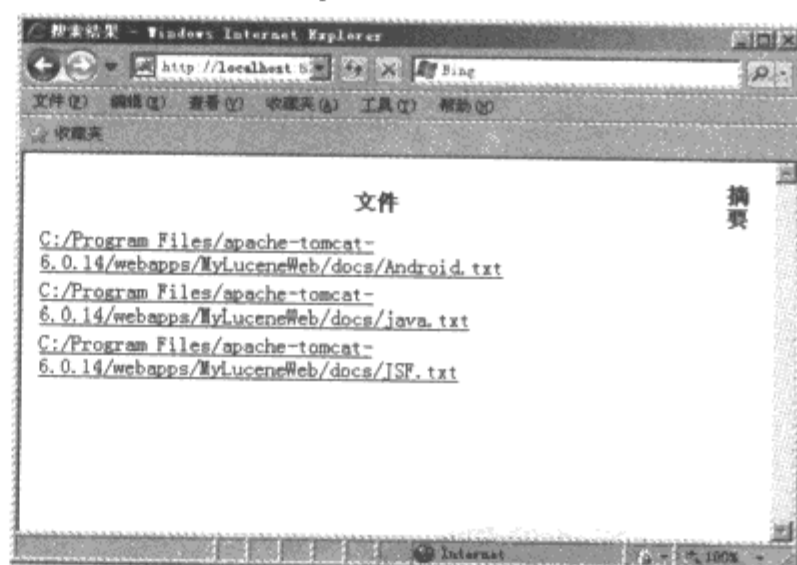 搜索结果 - Windows Internet Explorer
http://localhost
Bing
文件(F) 编辑(E) 查看(V) 收藏夹(A) 工具(T) 帮助(H)
收藏夹
文件
摘要
C:/Program Files/apache-tomcat-
6.0.14/webapps/MyLuceneWeb/docs/Android.txt
C:/Program Files/apache-tomcat-
6.0.14/webapps/MyLuceneWeb/docs/java.txt
C:/Program Files/apache-tomcat-
6.0.14/webapps/MyLuceneWeb/docs/JSF.txt
Internet
100%